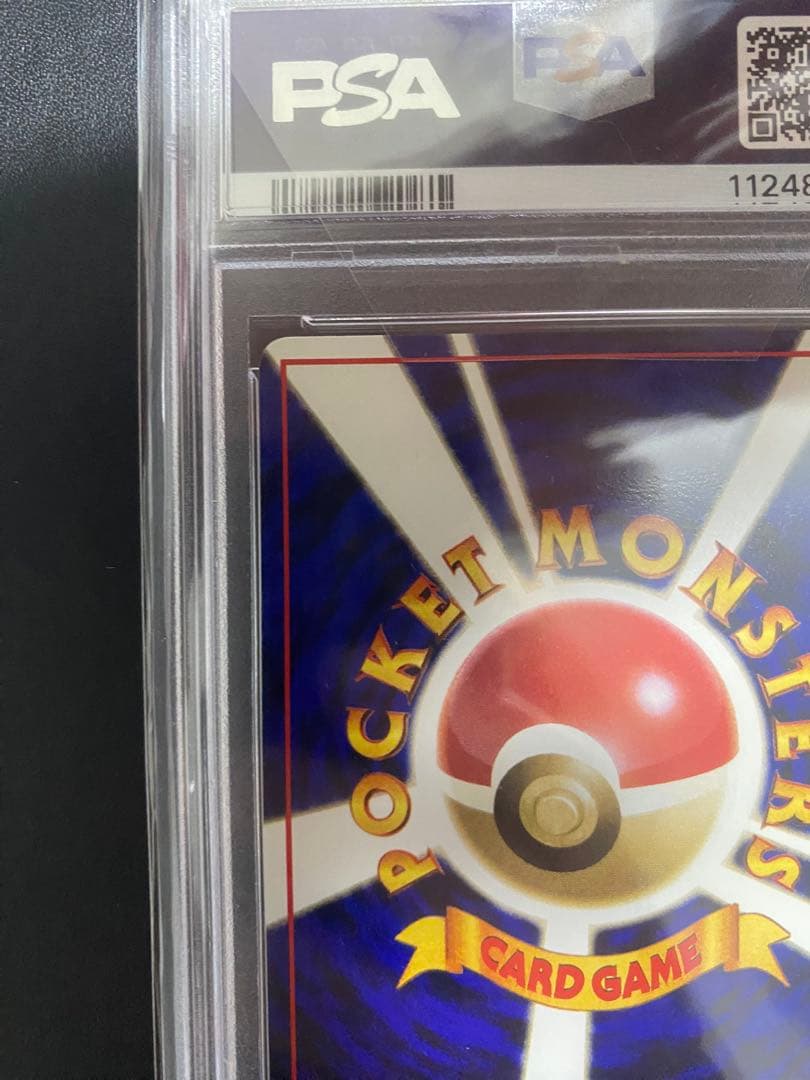 PSA
PSA
11248
POCKET MONSTERS
CARD GAME